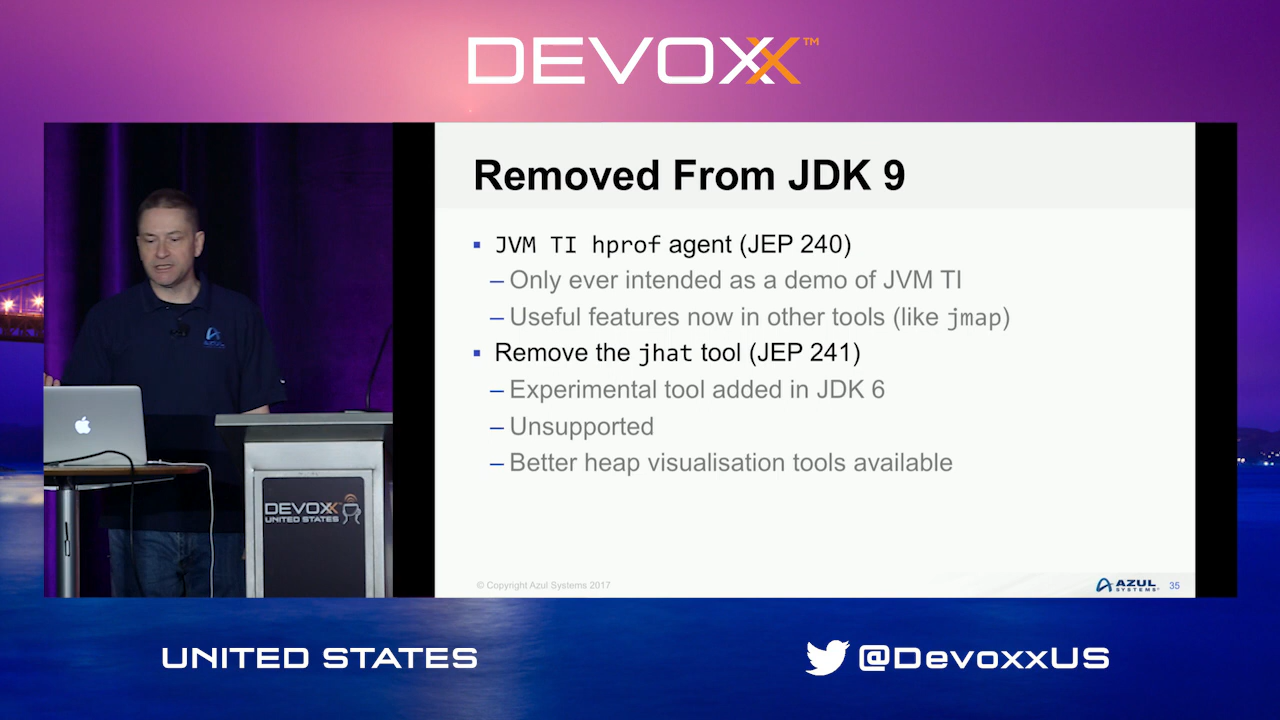 DEVOXX™
Removed From JDK 9
▪ JVM TI hprof agent (JEP 240)
– Only ever intended as a demo of JVM TI
– Useful features now in other tools (like jmap)
▪ Remove the jhat tool (JEP 241)
– Experimental tool added in JDK 6
– Unsupported
– Better heap visualisation tools available
© Copyright Azul Systems 2017
AZUL
SYSTEMS
35
AZUL
DEVOXX
UNITED STATES
UNITED STATES
@DevoxxUS